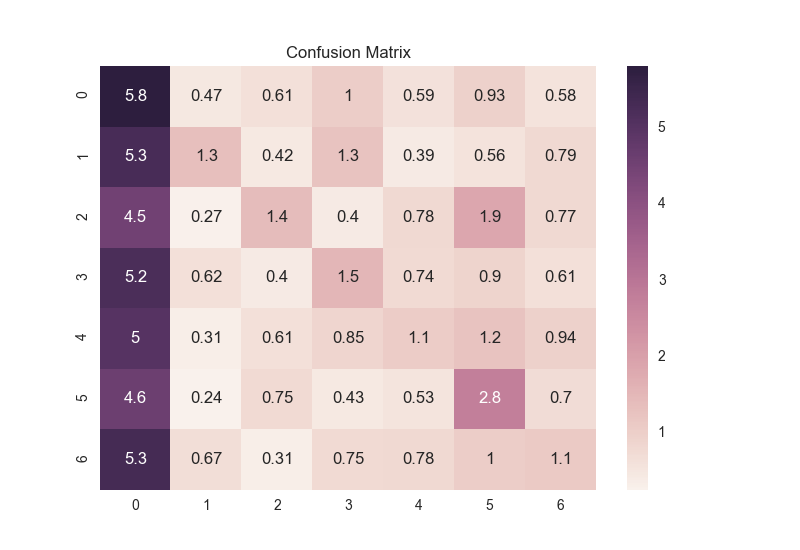 Confusion Matrix
0 5.8 0.47 0.61 1 0.59 0.93 0.58
1 5.3 1.3 0.42 1.3 0.39 0.56 0.79
2 4.5 0.27 1.4 0.4 0.78 1.9 0.77
3 5.2 0.62 0.4 1.5 0.74 0.9 0.61
4 5 0.31 0.61 0.85 1.1 1.2 0.94
5 4.6 0.24 0.75 0.43 0.53 2.8 0.7
6 5.3 0.67 0.31 0.75 0.78 1 1.1
0 1 2 3 4 5 6
5
4
3
2
1